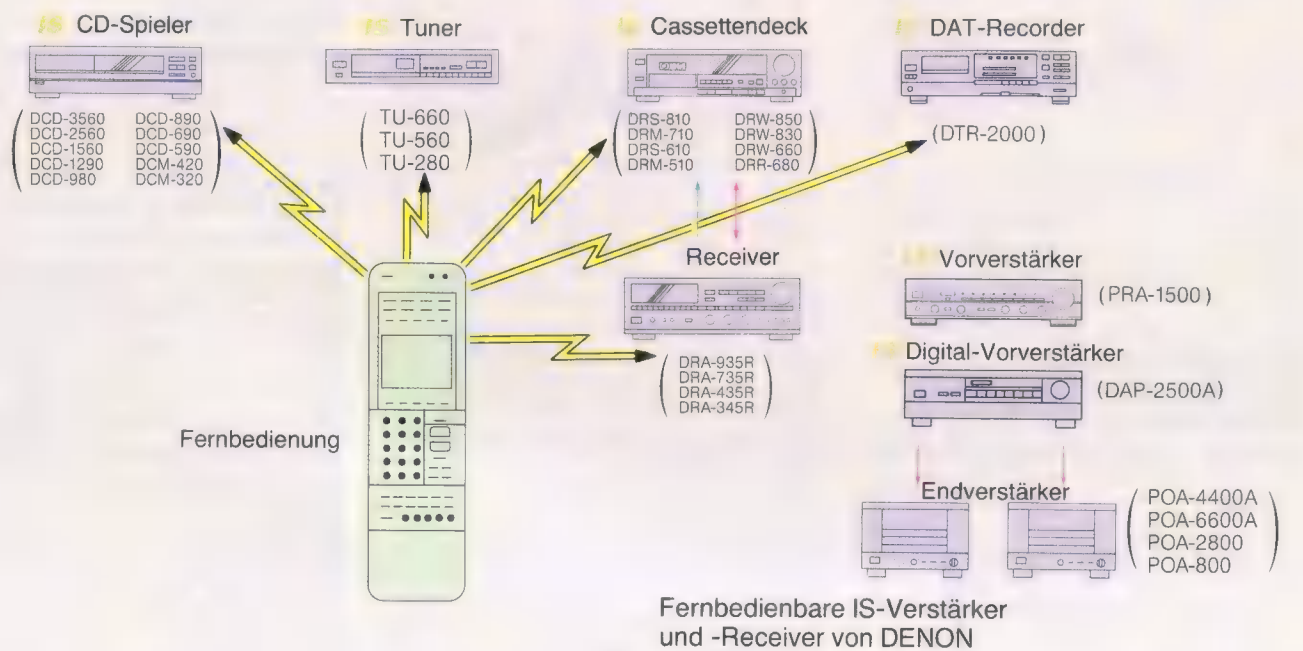 CD-Spieler
DCD-3560 DCD-890
DCD-2560 DCD-690
DCD-1560 DCD-590
DCD-1290 DCM-420
DCD-980 DCM-320
Tuner
TU-660
TU-560
TU-280
Cassettendeck
DRS-810 DRW-850
DRM-710 DRW-830
DRS-610 DRW-660
DRM-510 DRR-680
DAT-Recorder
(DTR-2000)
Receiver
DRA-935R
DRA-735R
DRA-435R
DRA-345R
Vorverstärker
(PRA-1500)
Digital-Vorverstärker
(DAP-2500A)
Fernbedienung
Endverstärker
POA-4400A
POA-6600A
POA-2800
POA-800
Fernbedienbare IS-Verstärker
und -Receiver von DENON